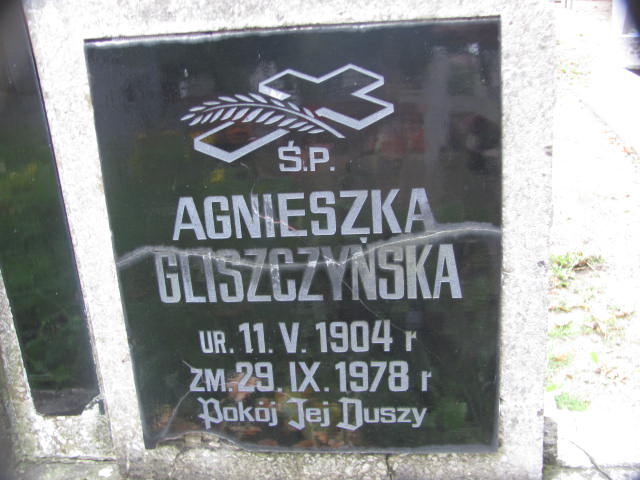 Ś.P.
AGNIESZKA
GLISZCZYŃSKA
UR. 11. V. 1904 r
ZM. 29. IX. 1978 r
Pokój Jej Duszy